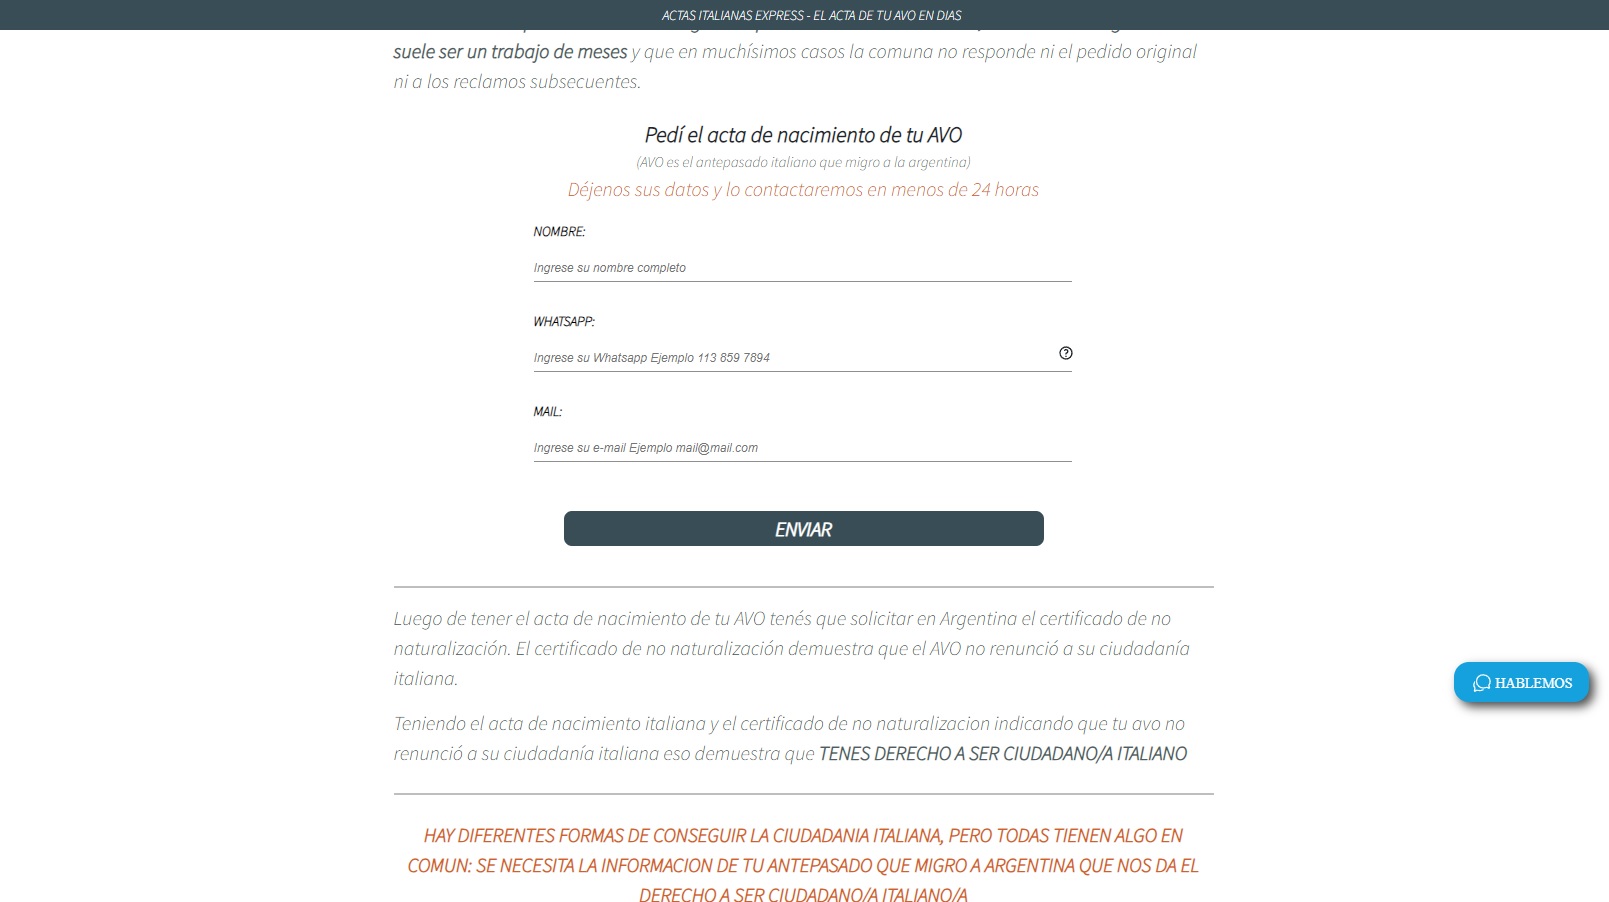 ACTAS ITALIANAS EXPRESS - EL ACTA DE TU AVO EN DIAS
suele ser un trabajo de meses y que en muchísimos casos la comuna no responde ni el pedido original
ni a los reclamos subsecuentes.
Pedí el acta de nacimiento de tu AVO
(AVO es el antepasado italiano que migro a la argentina)
Déjenos sus datos y lo contactaremos en menos de 24 horas
NOMBRE:
Ingrese su nombre completo
WHATSAPP:
Ingrese su Whatsapp Ejemplo 113 859 7894
MAIL:
Ingrese su e-mail Ejemplo mail@mail.com
ENVIAR
Luego de tener el acta de nacimiento de tu AVO tenés que solicitar en Argentina el certificado de no
naturalización. El certificado de no naturalización demuestra que el AVO no renunció a su ciudadanía
italiana.
HABLEMOS
Teniendo el acta de nacimiento italiana y el certificado de no naturalizacion indicando que tu avo no
renunció a su ciudadanía italiana eso demuestra que TENES DERECHO A SER CIUDADANO/A ITALIANO
HAY DIFERENTES FORMAS DE CONSEGUIR LA CIUDADANIA ITALIANA, PERO TODAS TIENEN ALGO EN
COMUN: SE NECESITA LA INFORMACION DE TU ANTEPASADO QUE MIGRO A ARGENTINA QUE NOS DA EL
DERECHO A SER CIUDADANO/A ITALIANO/A